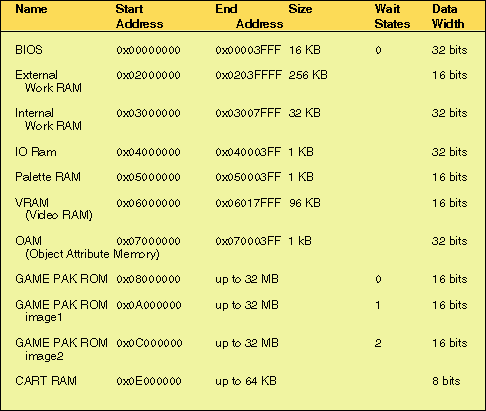 Name Start Address End Address Size Wait States Data Width
BIOS 0x00000000 0x00003FFF 16 KB 0 32 bits
External Work RAM 0x02000000 0x0203FFFF 256 KB 16 bits
Internal Work RAM 0x03000000 0x03007FFF 32 KB 32 bits
IO Ram 0x04000000 0x040003FF 1 KB 32 bits
Palette RAM 0x05000000 0x050003FF 1 KB 16 bits
VRAM (Video RAM) 0x06000000 0x06017FFF 96 KB 16 bits
OAM (Object Attribute Memory) 0x07000000 0x070003FF 1 kB 32 bits
GAME PAK ROM 0x08000000 up to 32 MB 0 16 bits
GAME PAK ROM image1 0x0A000000 up to 32 MB 1 16 bits
GAME PAK ROM image2 0x0C000000 up to 32 MB 2 16 bits
CART RAM 0x0E000000 up to 64 KB 8 bits